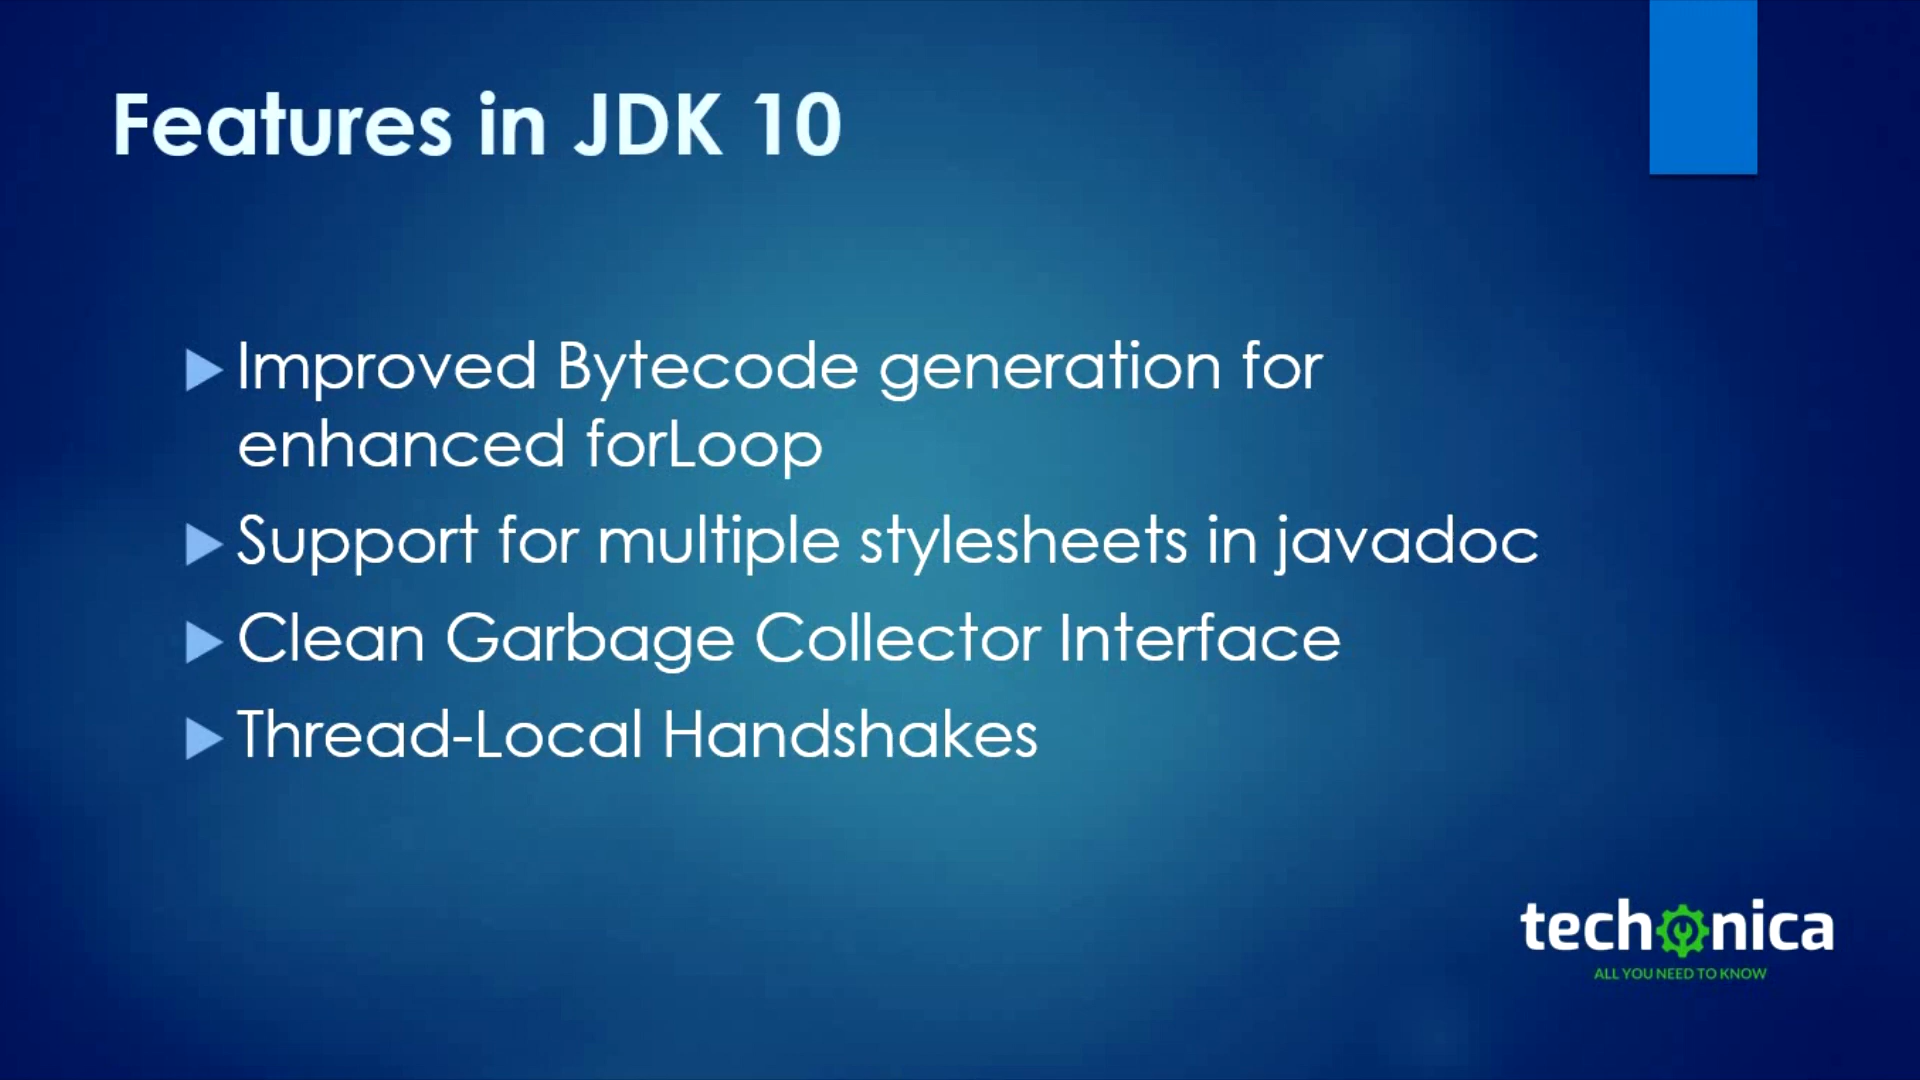 Features in JDK 10
Improved Bytecode generation for
enhanced forLoop
Support for multiple stylesheets in javadoc
Clean Garbage Collector Interface
Thread-Local Handshakes
techonica
ALL YOU NEED TO KNOW